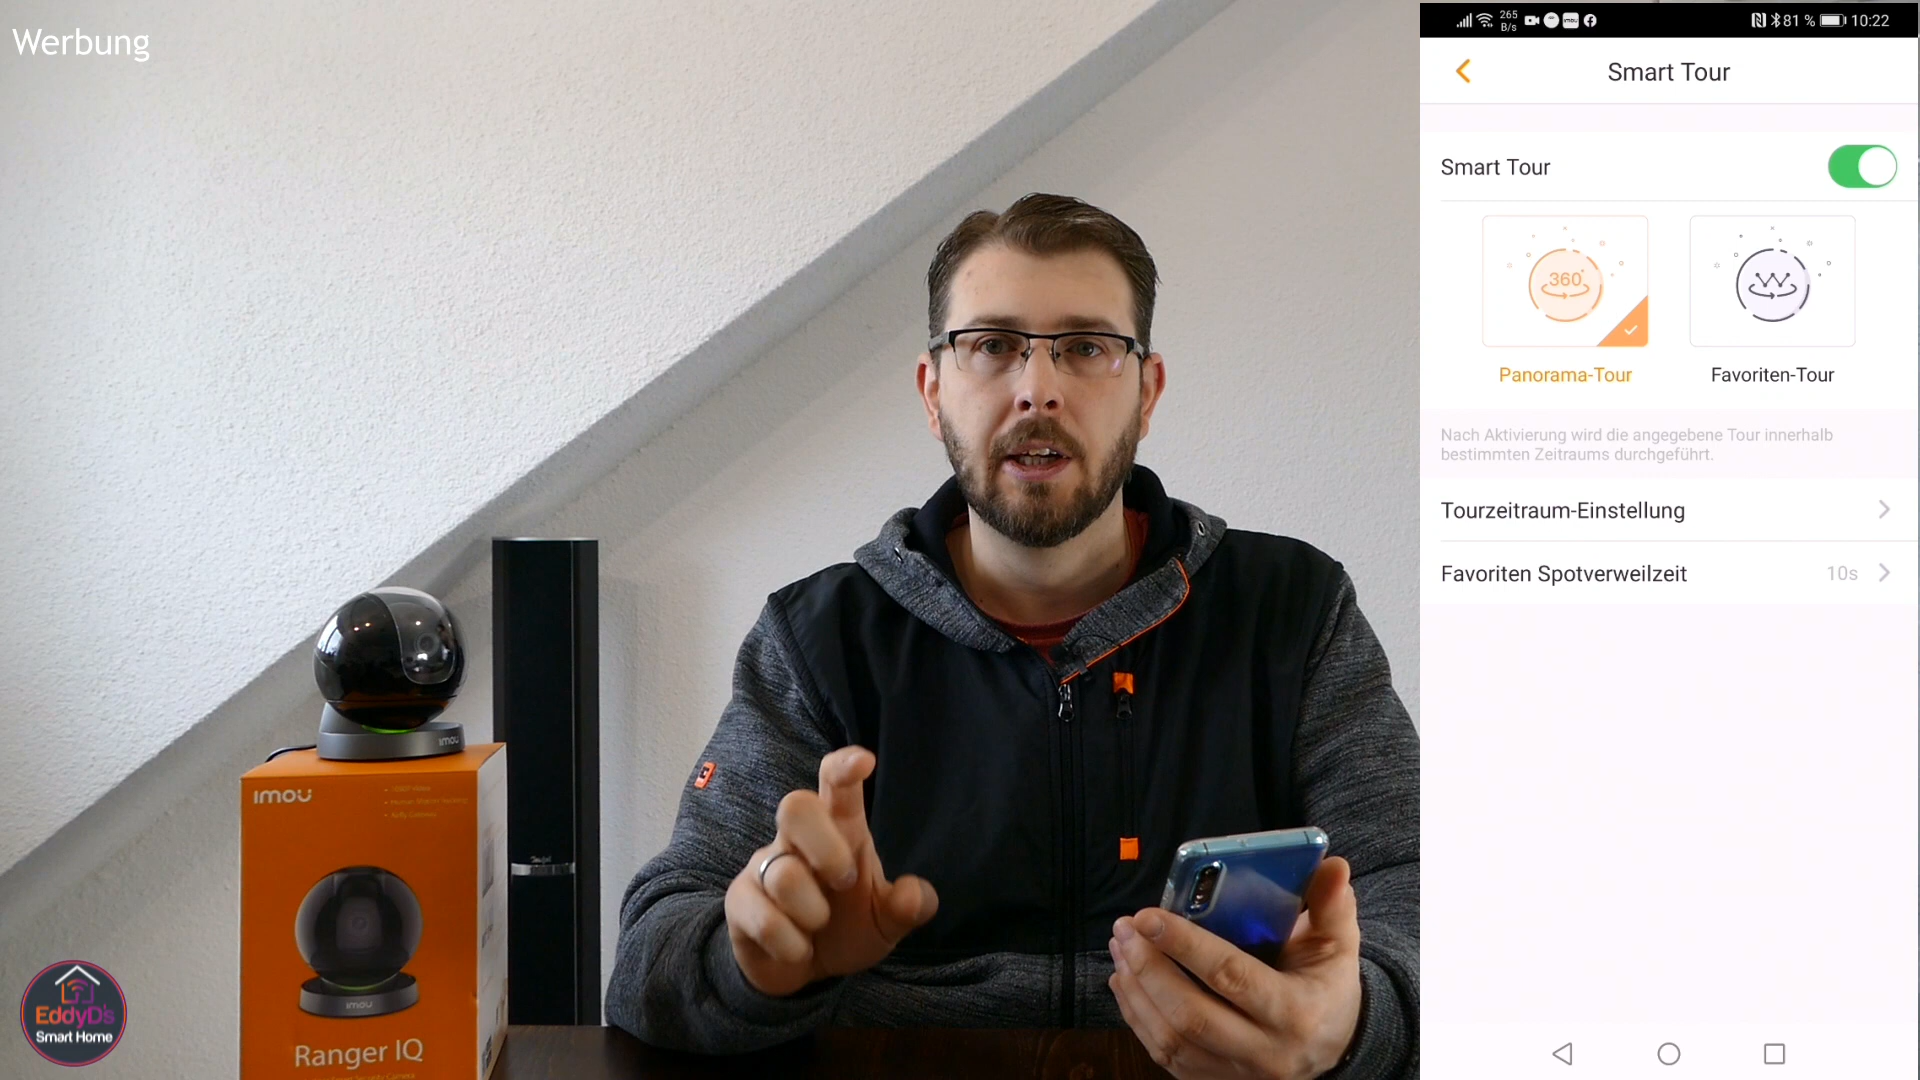 Werbung
265
B/s
81 %
10:22
Smart Tour
Smart Tour
360°
Panorama-Tour
Favoriten-Tour
Nach Aktivierung wird die angegebene Tour innerhalb
bestimmten Zeitraums durchgeführt.
Tourzeitraum-Einstellung
Favoriten Spotverweilzeit
10s
imou
imou
imou
Ranger IQ
EddyD's
Smart Home